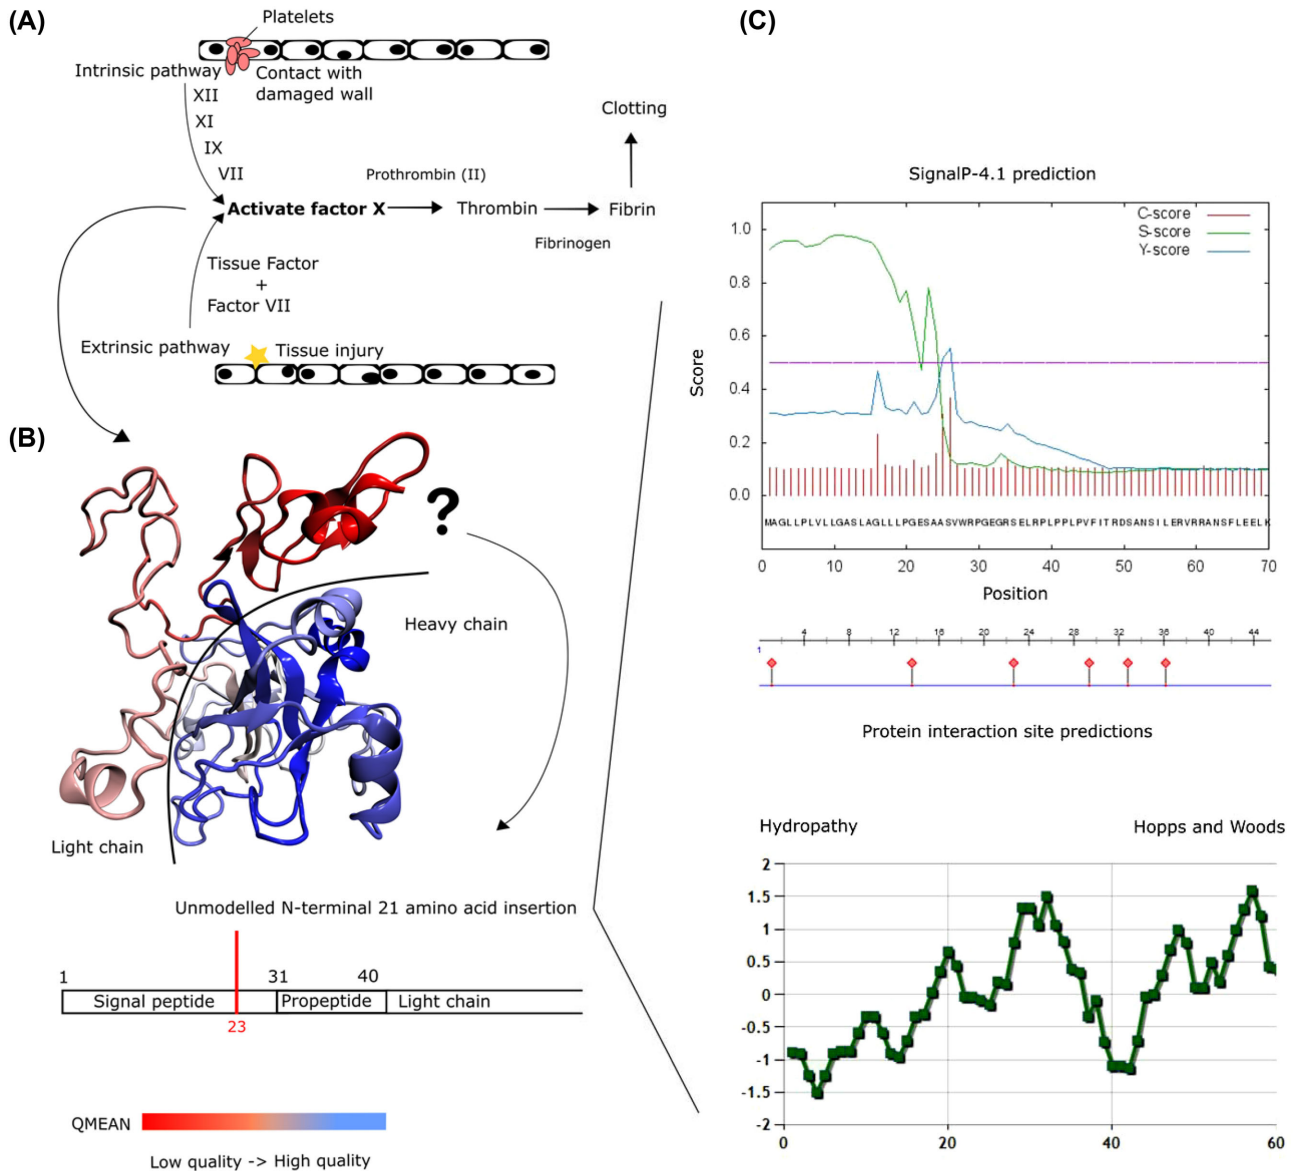 (A)
Platelets
Intrinsic pathway
Contact with
damaged wall
XII
XI
IX
VII
Clotting
Prothrombin (II)
Activate factor X
Thrombin
Fibrin
Fibrinogen
Tissue Factor
+
Factor VII
Extrinsic pathway
Tissue injury
(B)
?
Heavy chain
Light chain
Unmodelled N-terminal 21 amino acid insertion
1 31 40
Signal peptide Propeptide Light chain
23
QMEAN
Low quality -> High quality
(C)
SignalP-4.1 prediction
C-score
S-score
Y-score
1.0
0.8
0.6
0.4
0.2
0.0
Score
MAGLLPLVLLGASLAGLLLPGESAASVWRPGEGRSELRPLPPLPVFITRDSANSILERVRRANSFLEELK
0 10 20 30 40 50 60 70
Position
4 8 12 16 20 24 28 32 36 40 44
1
Protein interaction site predictions
Hydropathy Hopps and Woods
2
1.5
1
0.5
0
-0.5
-1
-1.5
-2
0 20 40 60